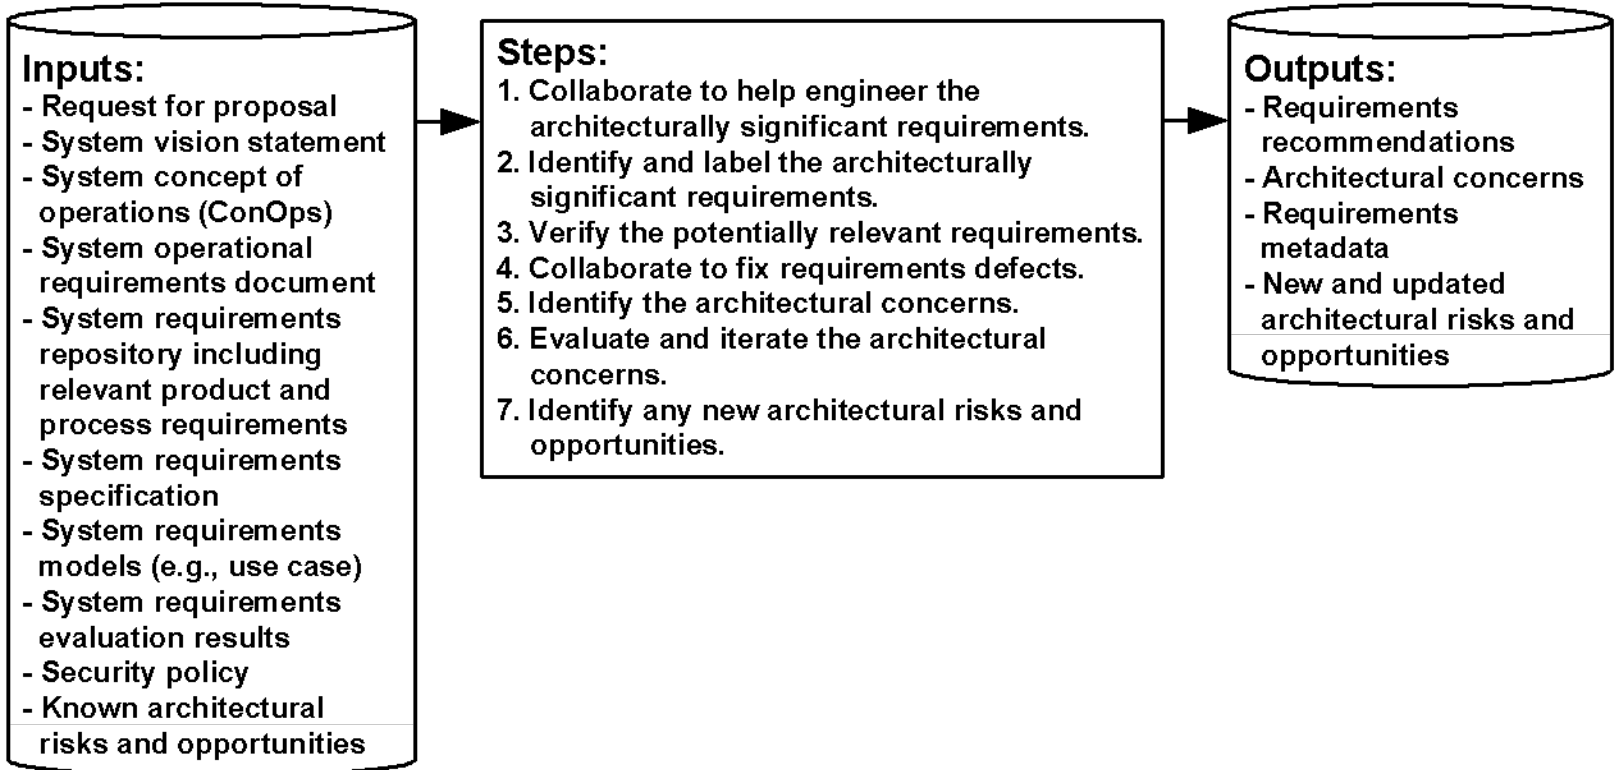 Inputs:
- Request for proposal
- System vision statement
- System concept of
operations (ConOps)
- System operational
requirements document
- System requirements
repository including
relevant product and
process requirements
- System requirements
specification
- System requirements
models (e.g., use case)
- System requirements
evaluation results
- Security policy
- Known architectural
risks and opportunities
Steps:
1. Collaborate to help engineer the
architecturally significant requirements.
2. Identify and label the architecturally
significant requirements.
3. Verify the potentially relevant requirements.
4. Collaborate to fix requirements defects.
5. Identify the architectural concerns.
6. Evaluate and iterate the architectural
concerns.
7. Identify any new architectural risks and
opportunities.
Outputs:
- Requirements
recommendations
- Architectural concerns
- Requirements
metadata
- New and updated
architectural risks and
opportunities